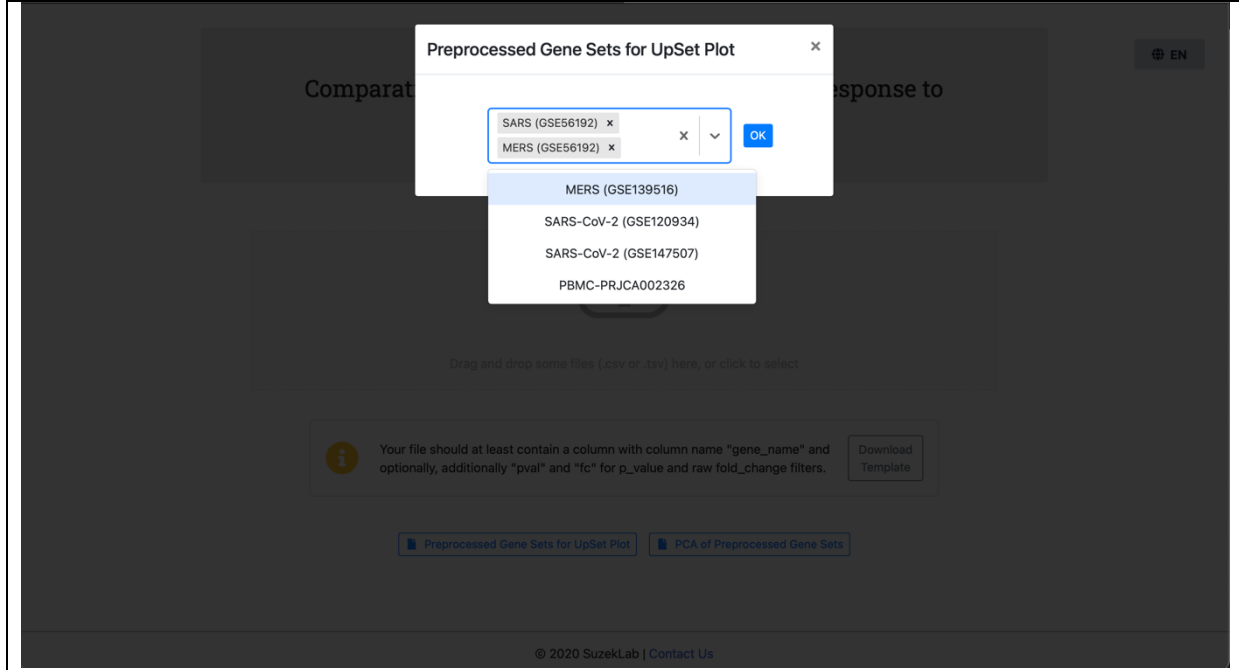 Preprocessed Gene Sets for UpSet Plot ×
EN
Comparat esponse to
SARS (GSE56192) ×
MERS (GSE56192) ×
OK
MERS (GSE139516)
SARS-CoV-2 (GSE120934)
SARS-CoV-2 (GSE147507)
PBMC-PRJCA002326
Drag and drop some files (.csv or .tsv) here, or click to select
Your file should at least contain a column with column name "gene_name" and
optionally, additionally "pval" and "fc" for p_value and raw fold_change filters.
Download
Template
Preprocessed Gene Sets for UpSet Plot
PCA of Preprocessed Gene Sets
© 2020 SuzekLab | Contact Us